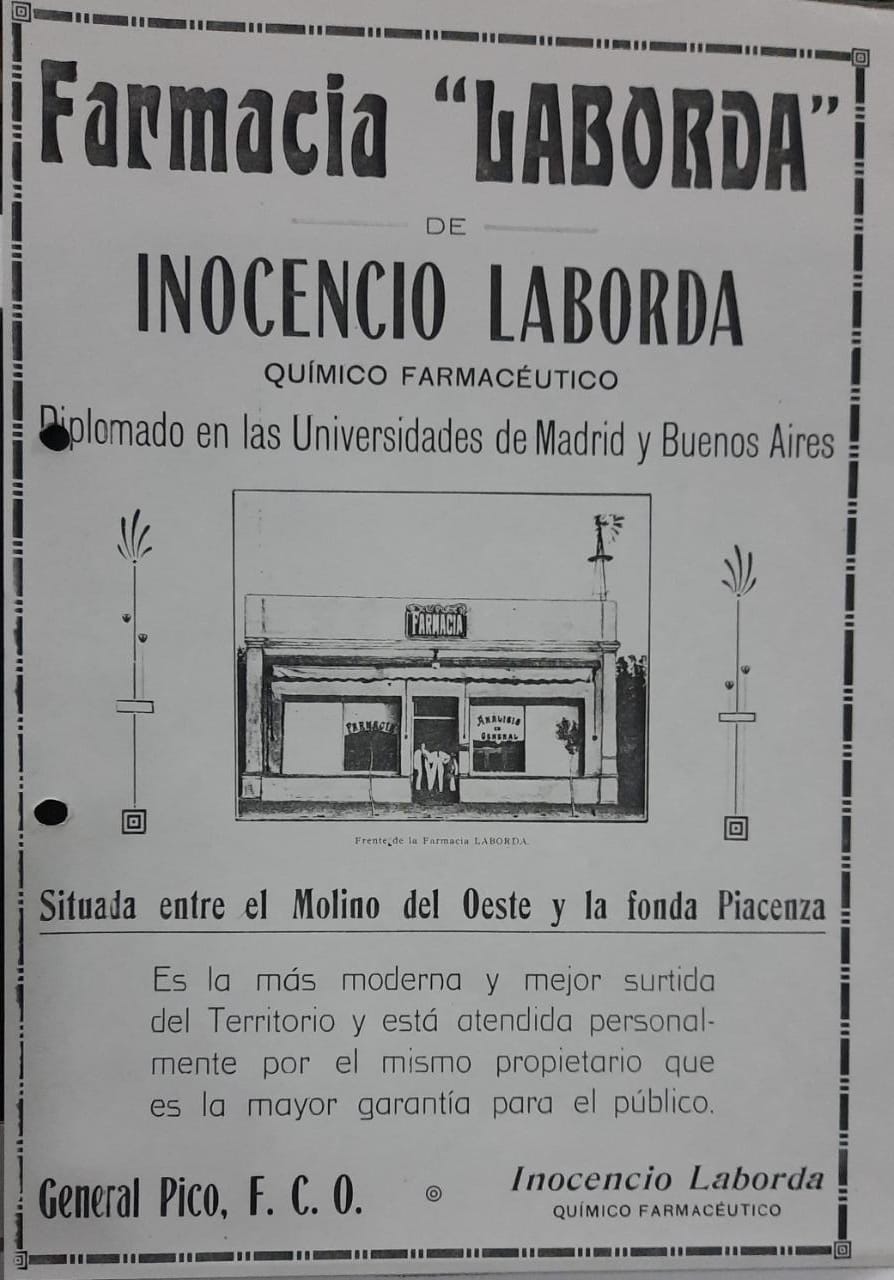 Farmacia "LABORDA"
DE
INOCENCIO LABORDA
QUÍMICO FARMACÉUTICO
Diplomado en las Universidades de Madrid y Buenos Aires
FARMACIA
FARMACIA
ANALISIS
EN
GENERAL
Frente de la Farmacia LABORDA.
Situada entre el Molino del Oeste y la fonda Piacenza
Es la más moderna y mejor surtida
del Territorio y está atendida personal-
mente por el mismo propietario que
es la mayor garantía para el público.
General Pico, F. C. O.
Inocencio Laborda
QUÍMICO FARMACÉUTICO